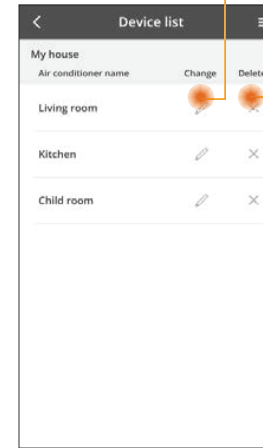 Device list
My house
Air conditioner name Change Delete
Living room
Kitchen
Child room